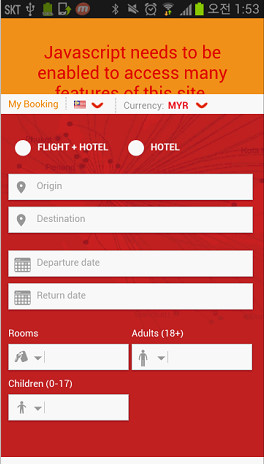 SKT 오전 1:53
Javascript needs to be
enabled to access many
features of this site.
My Booking Currency: MYR
FLIGHT + HOTEL HOTEL
Origin
Destination
Departure date
Return date
Rooms Adults (18+)
Children (0-17)